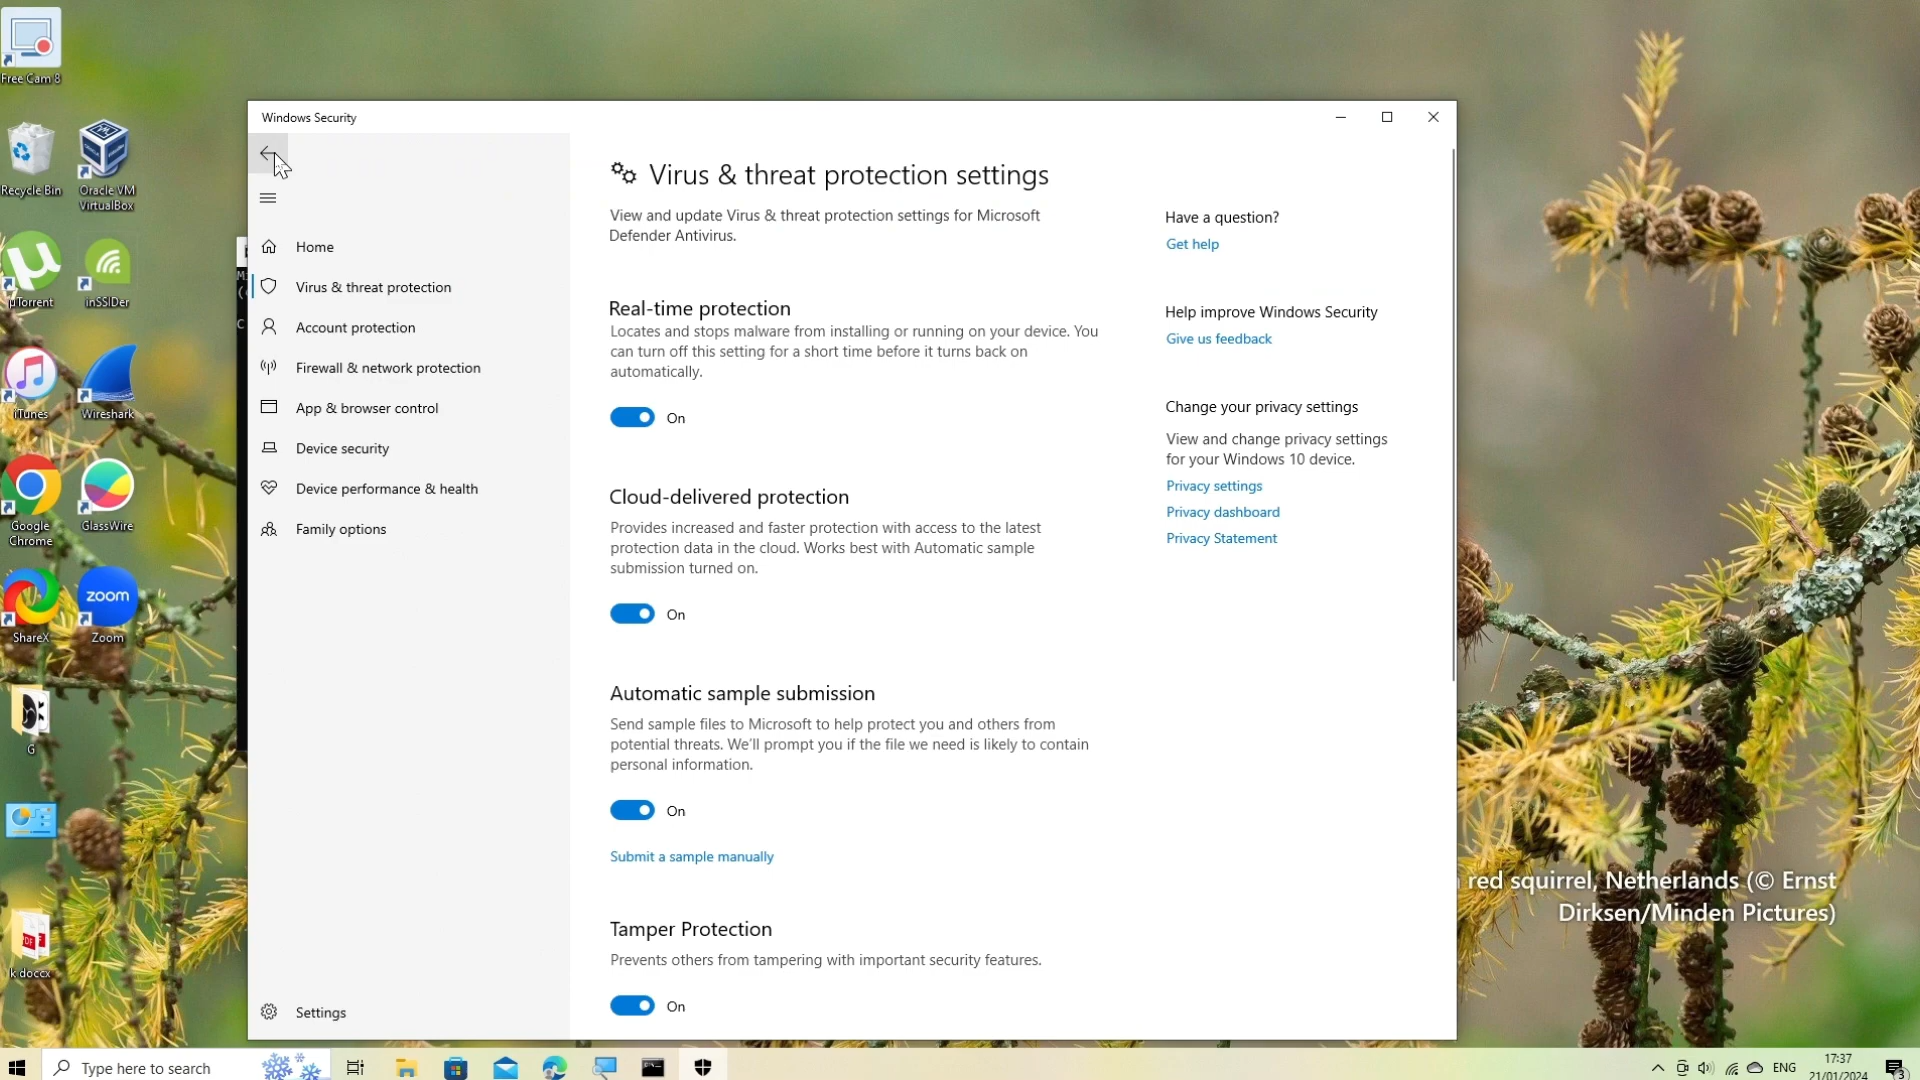 Free Cam 8
Recycle Bin
Oracle VM
VirtualBox
µTorrent
inSSIDer
iTunes
Wireshark
Google
Chrome
GlassWire
ShareX
zoom
Zoom
G
PDF
k doccx
Windows Security
Home
Virus & threat protection
Account protection
Firewall & network protection
App & browser control
Device security
Device performance & health
Family options
Settings
Virus & threat protection settings
View and update Virus & threat protection settings for Microsoft
Defender Antivirus.
Real-time protection
Locates and stops malware from installing or running on your device. You
can turn off this setting for a short time before it turns back on
automatically.
On
Cloud-delivered protection
Provides increased and faster protection with access to the latest
protection data in the cloud. Works best with Automatic sample
submission turned on.
On
Automatic sample submission
Send sample files to Microsoft to help protect you and others from
potential threats. We'll prompt you if the file we need is likely to contain
personal information.
On
Submit a sample manually
Tamper Protection
Prevents others from tampering with important security features.
On
Have a question?
Get help
Help improve Windows Security
Give us feedback
Change your privacy settings
View and change privacy settings
for your Windows 10 device.
Privacy settings
Privacy dashboard
Privacy Statement
red squirrel, Netherlands (© Ernst
Dirksen/Minden Pictures)
Type here to search
ENG
17:37
21/01/2024
3